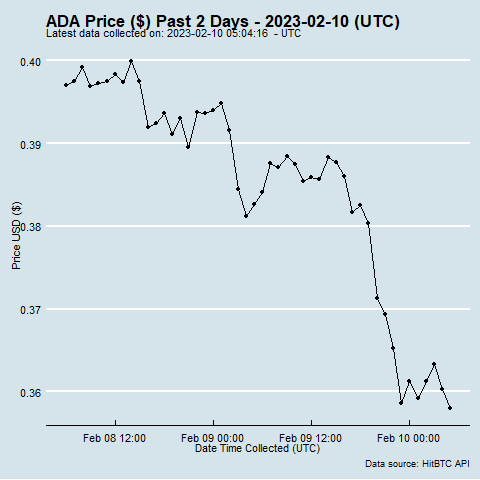 ADA Price ($) Past 2 Days - 2023-02-10 (UTC)
Latest data collected on: 2023-02-10 05:04:16 - UTC
0.40
0.39
0.38
0.37
0.36
Price USD ($)
Feb 08 12:00
Feb 09 00:00
Feb 09 12:00
Feb 10 00:00
Date Time Collected (UTC)
Data source: HitBTC API